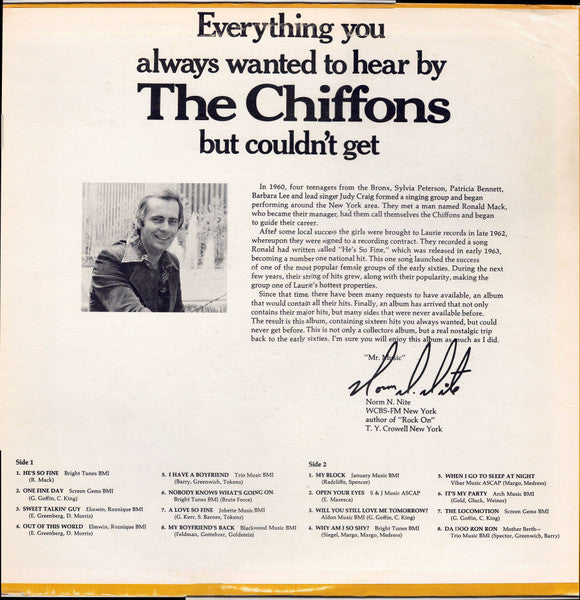 Everything you
always wanted to hear by
The Chiffons
but couldn't get
In 1960, four teenagers from the Bronx, Sylvia Peterson, Patricia Bennett,
Barbara Lee and lead singer Judy Craig formed a singing group and began
performing around the New York area. They met a man named Ronald Mack,
who became their manager, had them call themselves the Chiffons and began
to guide their career.
After some local success the girls were brought to Laurie records in late 1962,
whereupon they were signed to a recording contract. They recorded a song
Ronald had written called "He's So Fine," which was released in early 1963,
becoming a number one national hit. This one song launched the success
of one of the most popular female groups of the early sixties. During the next
few years, their string of hits grew, along with their popularity, making the
group one of Laurie's hottest properties.
Since that time there have been many requests to have available, an album
that would contain all their hits. Finally, an album has arrived that not only
contains their major hits, but many sides that were never available before.
The result is this album, containing sixteen hits you always wanted, but could
never get before. This is not only a collectors album, but a real nostalgic trip
back to the early sixties. I'm sure you will enjoy this album as much as I did.
"Mr. Music"
Norm N. Nite
Norm N. Nite
WCBS-FM New York
author of "Rock On"
T. Y. Crowell New York
Side 1
1. HE'S SO FINE Bright Tunes BMI
(R. Mack)
2. ONE FINE DAY Screen Gems BMI
(G. Goffin, C. King)
3. SWEET TALKIN' GUY Elmwin, Roznique BMI
(E. Greenberg, D. Morris)
4. OUT OF THIS WORLD Elmwin, Roznique BMI
(E. Greenberg, D. Morris)
5. I HAVE A BOYFRIEND Trio Music BMI
(Barry, Greenwich, Tokens)
6. NOBODY KNOWS WHAT'S GOING ON
Bright Tunes BMI (Brute Force)
7. A LOVE SO FINE Jobette Music BMI
(G. Kerr, S. Barnes, Tokens)
8. MY BOYFRIEND'S BACK Blackwood Music BMI
(Feldman, Gottehrer, Goldstein)
Side 2
1. MY BLOCK January Music BMI
(Radcliffe, Spencer)
2. OPEN YOUR EYES S & J Music ASCAP
(E. Maresca)
3. WILL YOU STILL LOVE ME TOMORROW?
Aldon Music BMI (G. Goffin, C. King)
4. WHY AM I SO SHY? Bright Tunes BMI
(Siegel, Margo, Margo, Medress)
5. WHEN I GO TO SLEEP AT NIGHT
Vibar Music ASCAP (Margo, Medress)
6. IT'S MY PARTY Arch Music BMI
(Gold, Gluck, Weiner)
7. THE LOCOMOTION Screen Gems BMI
(G. Goffin, C. King)
8. DA DOO RON RON Mother Berth—
Trio Music BMI (Spector, Greenwich, Barry)